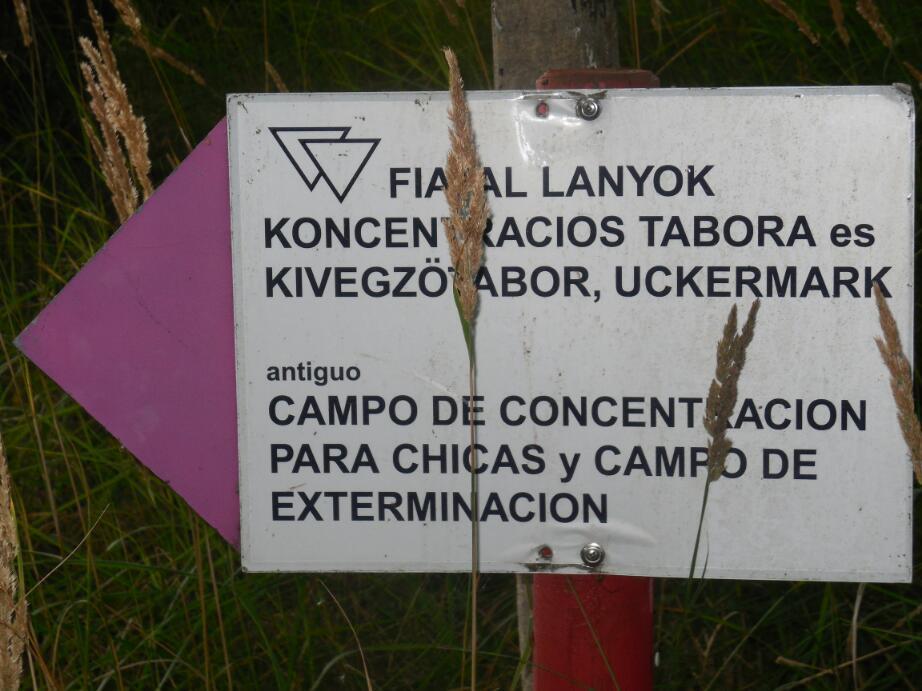 FIATAL LANYOK
KONCENTRACIOS TABORA es
KIVEGZÖTABOR, UCKERMARK
antiguo
CAMPO DE CONCENTRACION
PARA CHICAS y CAMPO DE
EXTERMINACION